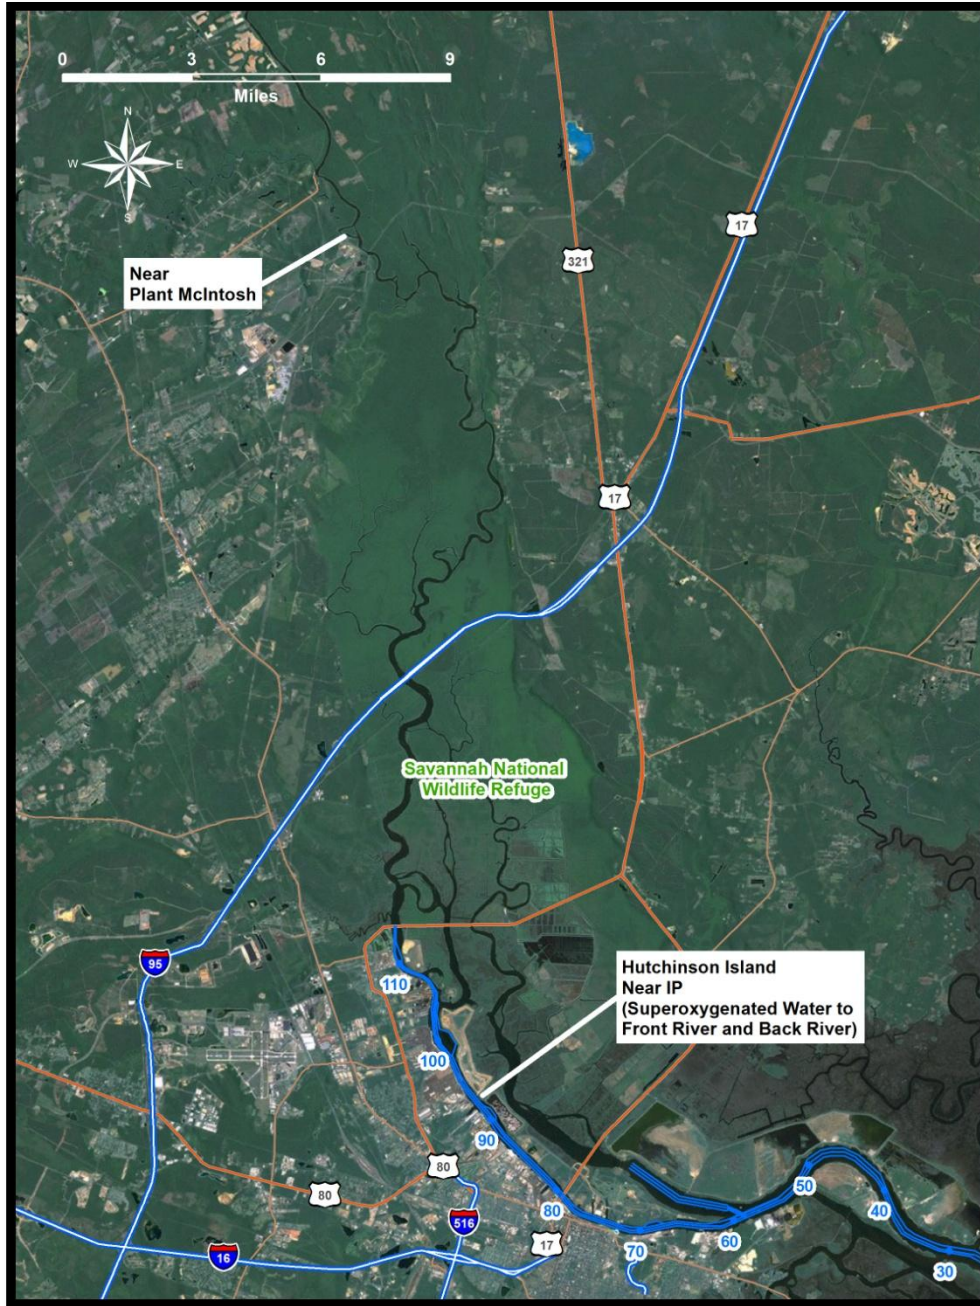 0 3 6 9
Miles
N
W E
S
17
321
Near
Plant McIntosh
17
Savannah National
Wildlife Refuge
95
110
Hutchinson Island
Near IP
(Superoxygenated Water to
Front River and Back River)
100
90
80
80
50
80
40
516
17
60
70
16
30